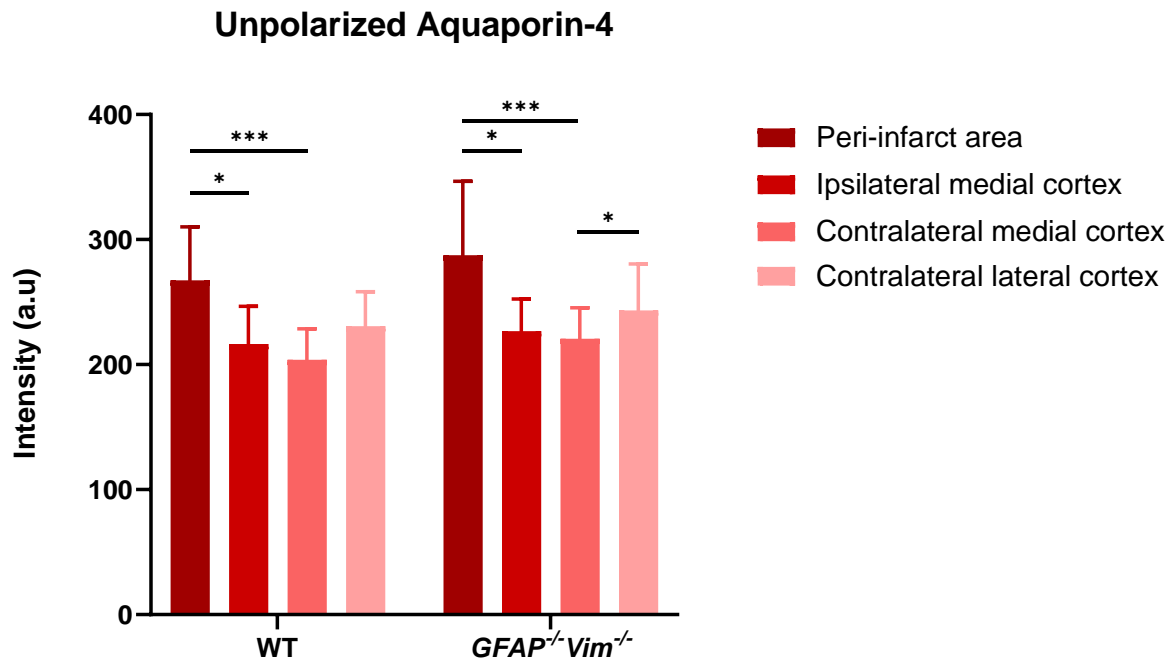 Unpolarized Aquaporin-4
Intensity (a.u)
400
300
200
100
0
***
*
***
*
*
WT
GFAP-/-Vim-/-
Peri-infarct area
Ipsilateral medial cortex
Contralateral medial cortex
Contralateral lateral cortex